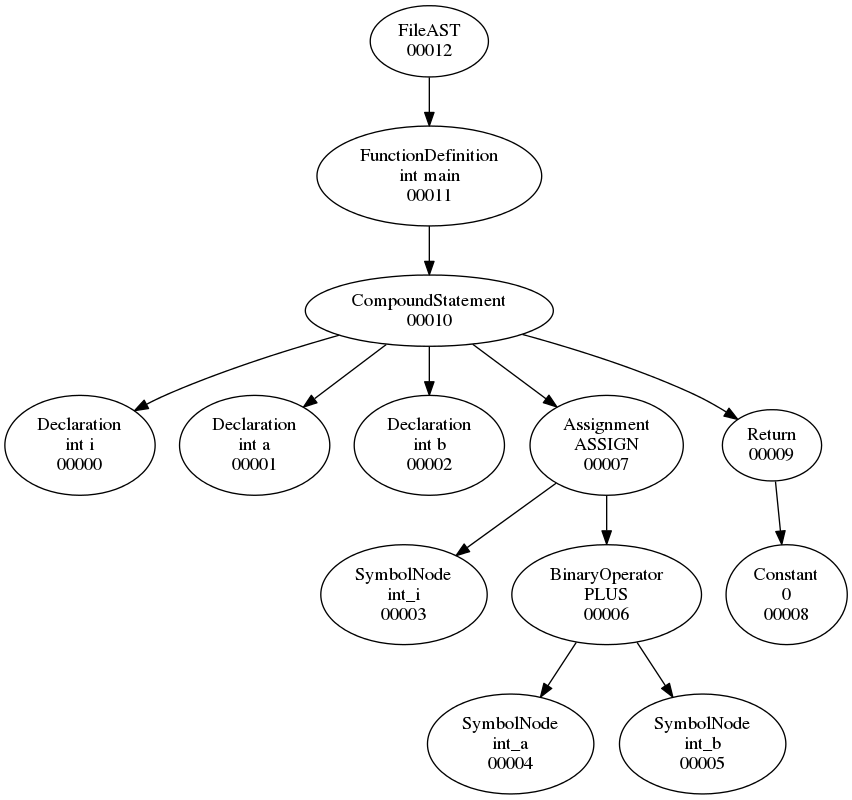 FileAST
00012
FunctionDefinition
int main
00011
CompoundStatement
00010
Declaration
int i
00000
Declaration
int a
00001
Declaration
int b
00002
Assignment
ASSIGN
00007
Return
00009
SymbolNode
int_i
00003
BinaryOperator
PLUS
00006
Constant
0
00008
SymbolNode
int_a
00004
SymbolNode
int_b
00005